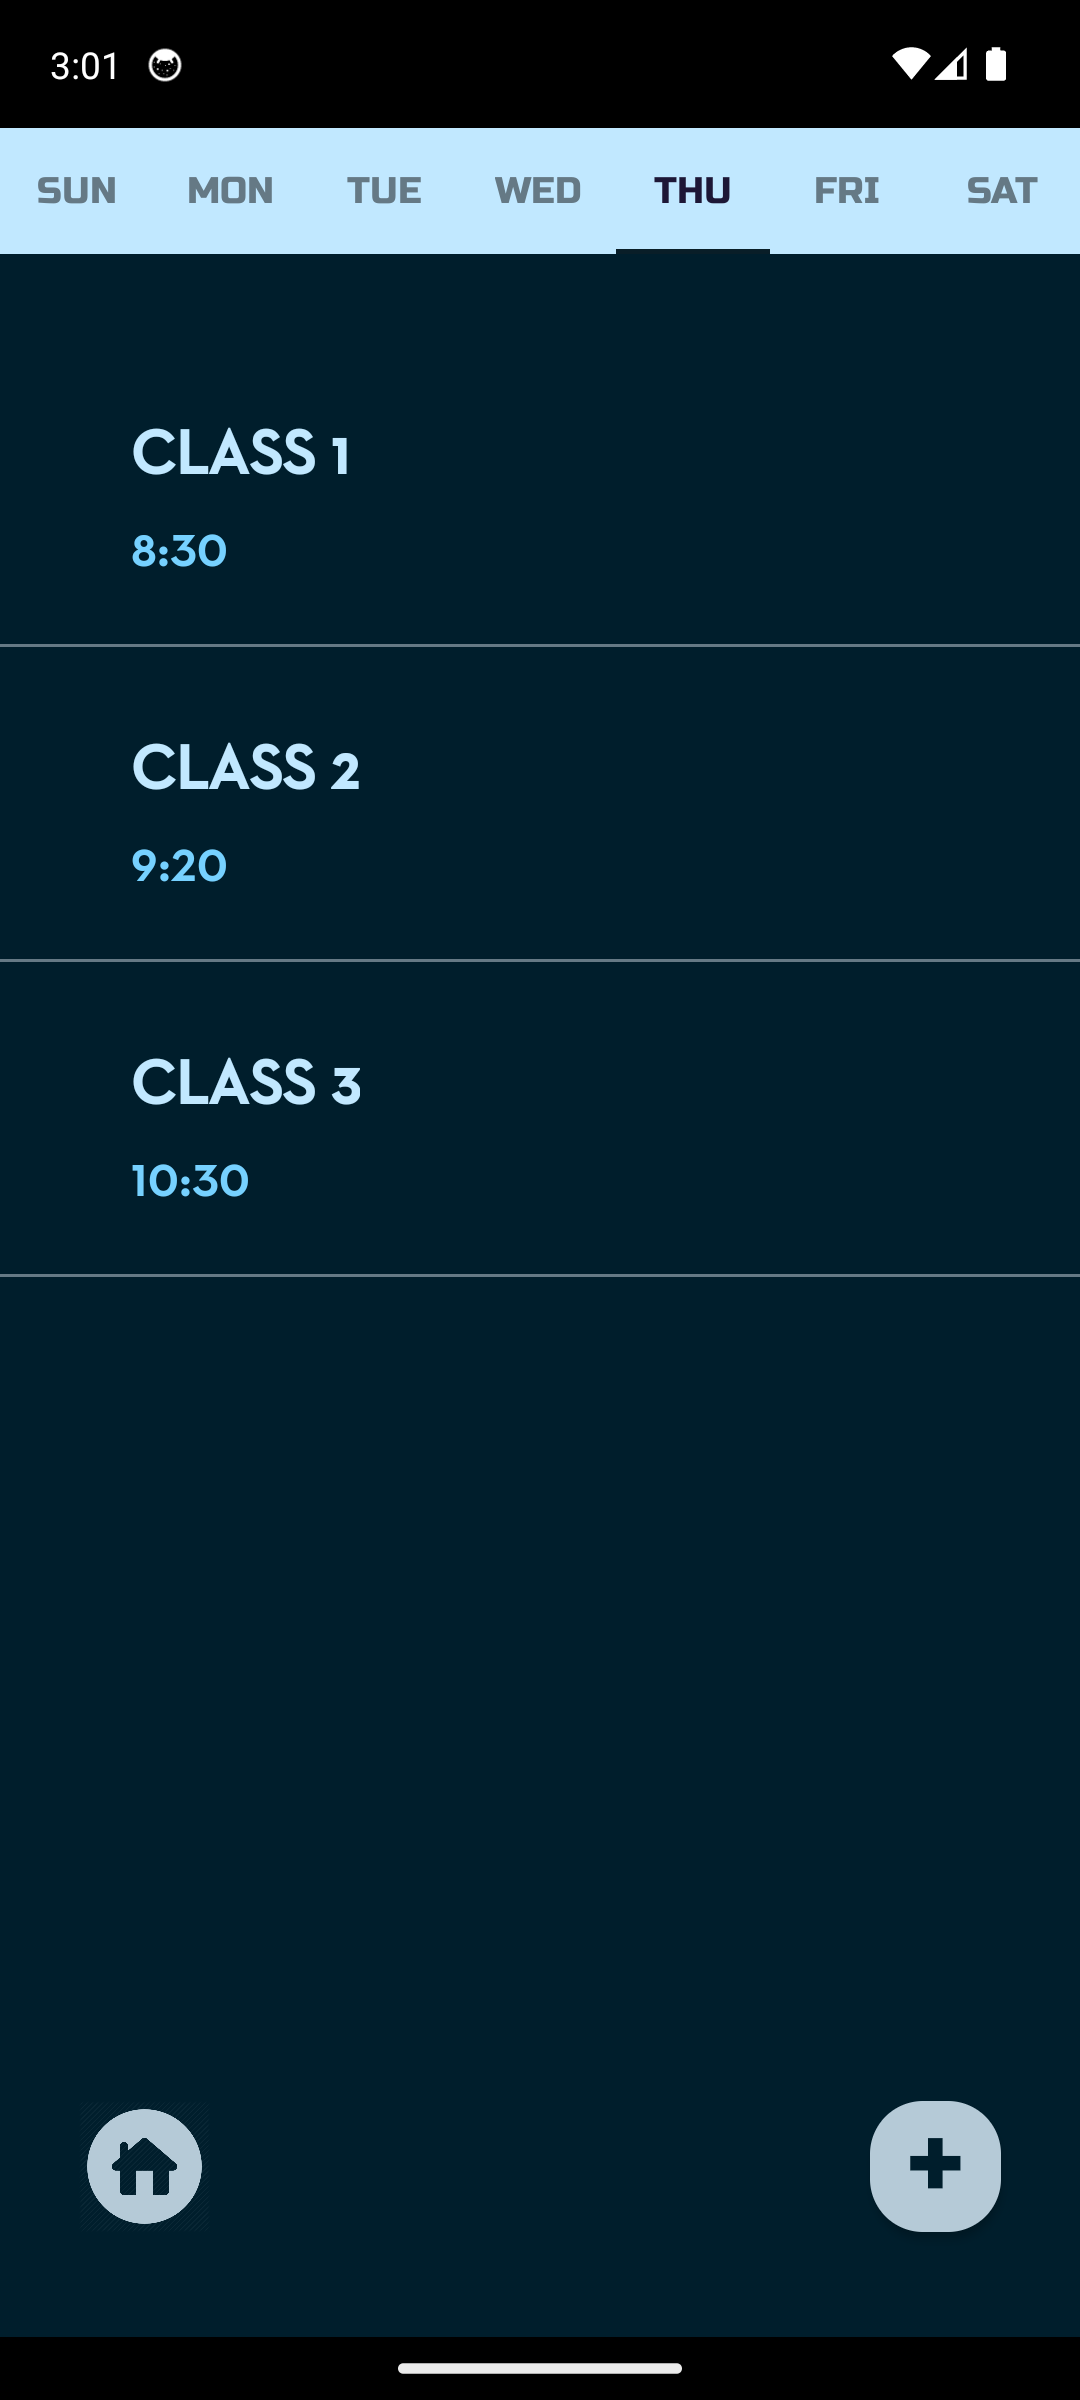 3:01
SUN MON TUE WED THU FRI SAT
CLASS 1
8:30
CLASS 2
9:20
CLASS 3
10:30